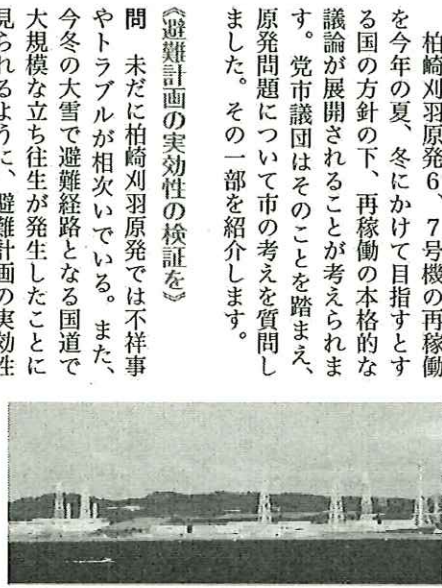 柏崎刈羽原発６、７号機の再稼働
を今年の夏、冬にかけて目指すとす
る国の方針の下、再稼働の本格的な
議論が展開されることが考えられま
す。党市議団はそのことを踏まえ、
原発問題について市の考えを質問し
ました。その一部を紹介します。
《避難計画の実効性の検証を》
問　未だに柏崎刈羽原発では不祥事
やトラブルが相次いでいる。また、
今冬の大雪で避難経路となる国道で
大規模な立ち往生が発生したことに
見られるように、避難計画の実効性